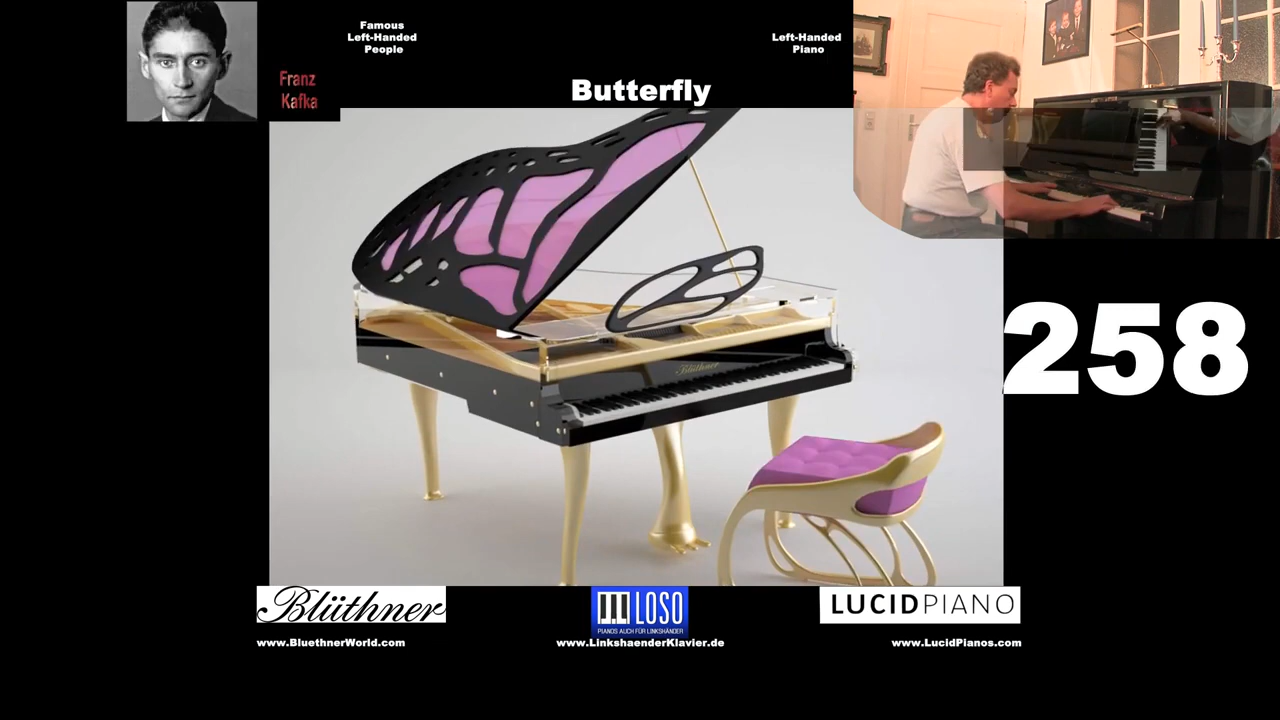 Famous
Left-Handed
People
Left-Handed
Piano
Franz
Kafka
Butterfly
Blüthner
258
Blüthner
LOSO
PIANOS AUCH FÜR LINKSHÄNDER
LUCIDPIANO
www.BluethnerWorld.com
www.LinkshaenderKlavier.de
www.LucidPianos.com